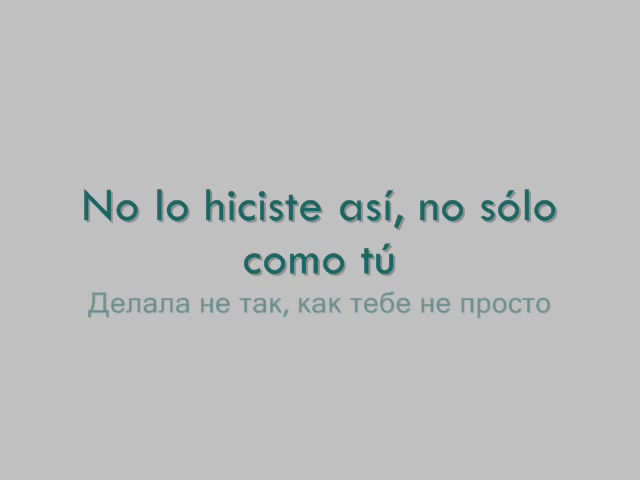 No lo hiciste así, no sólo
como tú
Делала не так, как тебе не просто